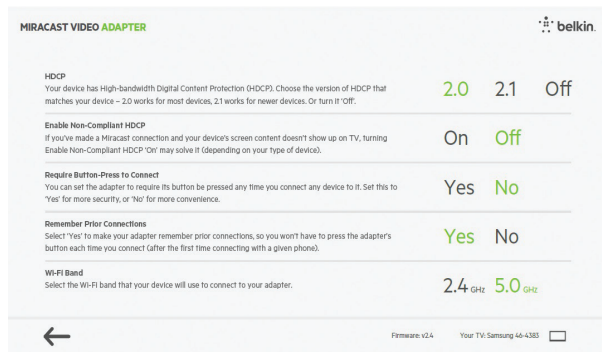 MIRACAST VIDEO ADAPTER
belkin.
HDCP
Your device has High-bandwidth Digital Content Protection (HDCP). Choose the version of HDCP that
matches your device – 2.0 works for most devices, 2.1 works for newer devices. Or turn it 'Off'.
2.0 2.1 Off
Enable Non-Compliant HDCP
If you've made a Miracast connection and your device's screen content doesn't show up on TV, turning
Enable Non-Compliant HDCP 'On' may solve it (depending on your type of device).
On Off
Require Button-Press to Connect
You can set the adapter to require its button be pressed any time you connect any device to it. Set this to
'Yes' for more security, or 'No' for more convenience.
Yes No
Remember Prior Connections
Select 'Yes' to make your adapter remember prior connections, so you won't have to press the adapter's
button each time you connect (after the first time connecting with a given phone).
Yes No
Wi-Fi Band
Select the Wi-Fi band that your device will use to connect to your adapter.
2.4 GHz 5.0 GHz
Firmware: v2.4 Your TV: Samsung 46-4383